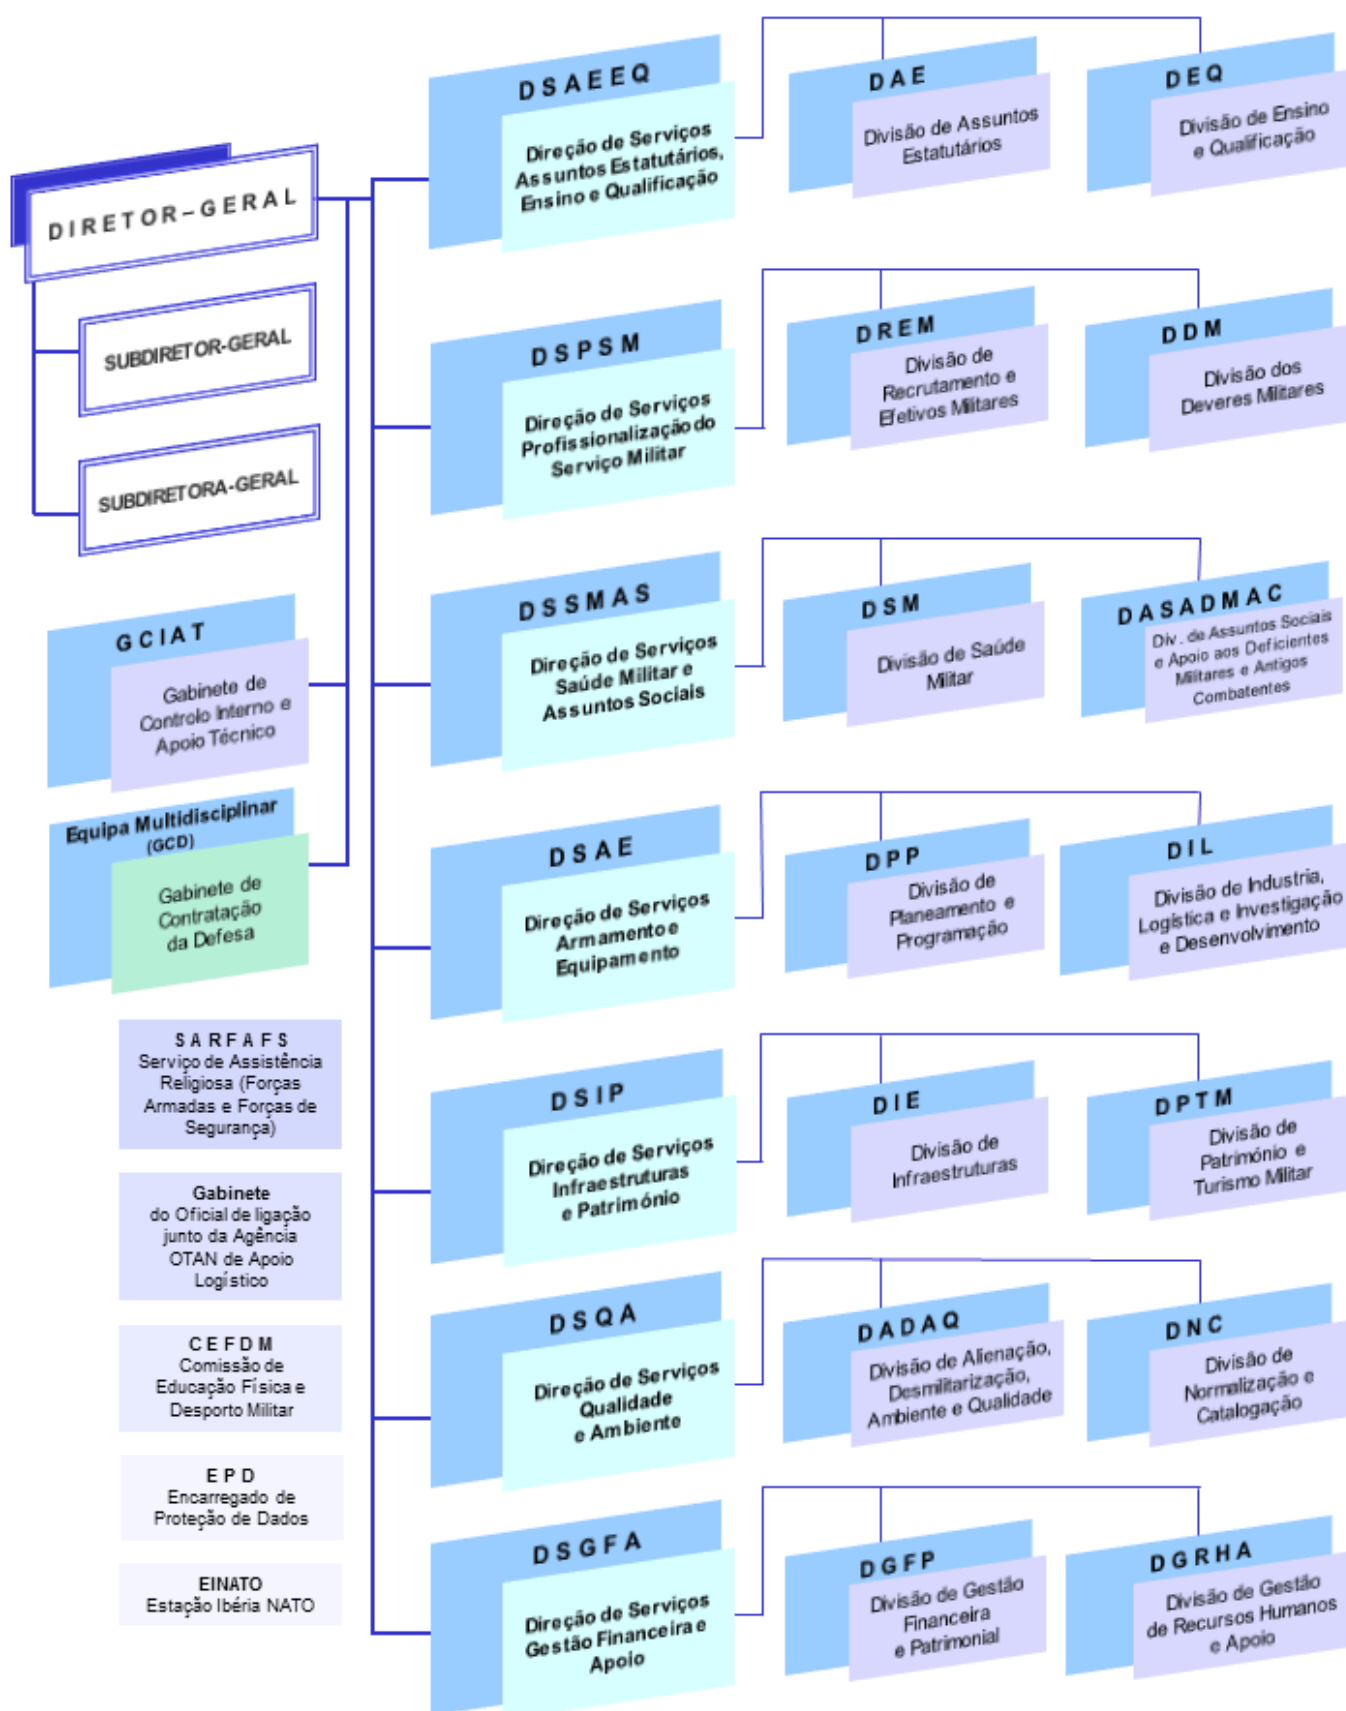 DIRETOR–GERAL
SUBDIRETOR-GERAL
SUBDIRETORA-GERAL
GCIAT
Gabinete de
Controlo Interno e
Apoio Técnico
Equipa Multidisciplinar
(GCD)
Gabinete de
Contratação
da Defesa
SARFAFS
Serviço de Assistência
Religiosa (Forças
Armadas e Forças de
Segurança)
Gabinete
do Oficial de ligação
junto da Agência
OTAN de Apoio
Logístico
CEFDM
Comissão de
Educação Física e
Desporto Militar
EPD
Encarregado de
Proteção de Dados
EINATO
Estação Ibéria NATO
DSAEEQ
Direção de Serviços
Assuntos Estatutários,
Ensino e Qualificação
DAE
Divisão de Assuntos
Estatutários
DEQ
Divisão de Ensino
e Qualificação
DSPSM
Direção de Serviços
Profissionalização do
Serviço Militar
DREM
Divisão de
Recrutamento e
Efetivos Militares
DDM
Divisão dos
Deveres Militares
DSSMAS
Direção de Serviços
Saúde Militar e
Assuntos Sociais
DSM
Divisão de Saúde
Militar
DASADMAC
Div. de Assuntos Sociais
e Apoio aos Deficientes
Militares e Antigos
Combatentes
DSAE
Direção de Serviços
Armamento e
Equipamento
DPP
Divisão de
Planeamento e
Programação
DIL
Divisão de Industria,
Logística e Investigação
e Desenvolvimento
DSIP
Direção de Serviços
Infraestruturas
e Património
DIE
Divisão de
Infraestruturas
DPTM
Divisão de
Património e
Turismo Militar
DSQA
Direção de Serviços
Qualidade
e Ambiente
DADAQ
Divisão de Alienação,
Desmilitarização,
Ambiente e Qualidade
DNC
Divisão de
Normalização e
Catalogação
DSGFA
Direção de Serviços
Gestão Financeira e
Apoio
DGFP
Divisão de Gestão
Financeira
e Patrimonial
DGRHA
Divisão de Gestão
de Recursos Humanos
e Apoio